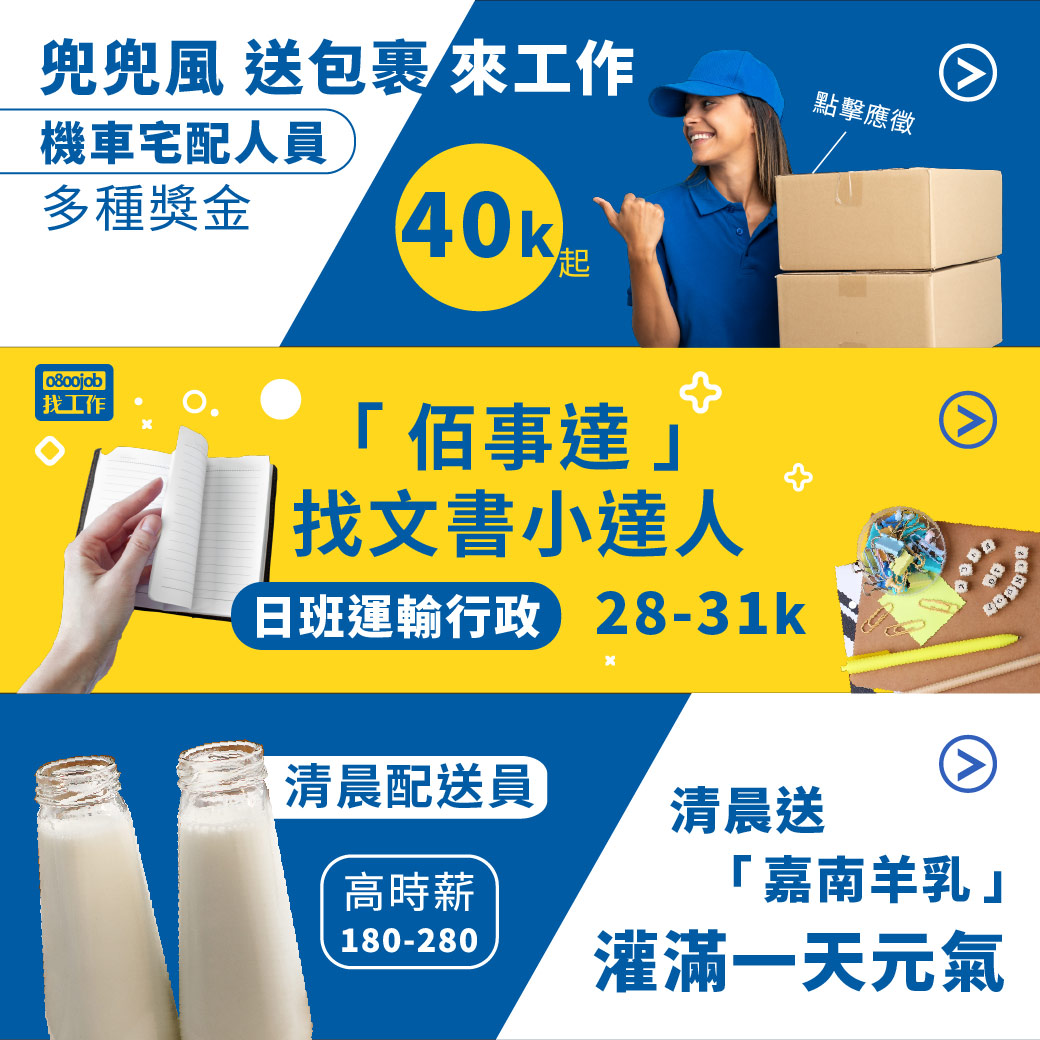 兜兜風 送包裹 來工作
機車宅配人員
多種獎金
40k起
點擊應徵
>
0800job
找工作
「佰事達」
找文書小達人
日班運輸行政 28-31k
>
清晨配送員
高時薪
180-280
>
清晨送
「嘉南羊乳」
灌滿一天元氣